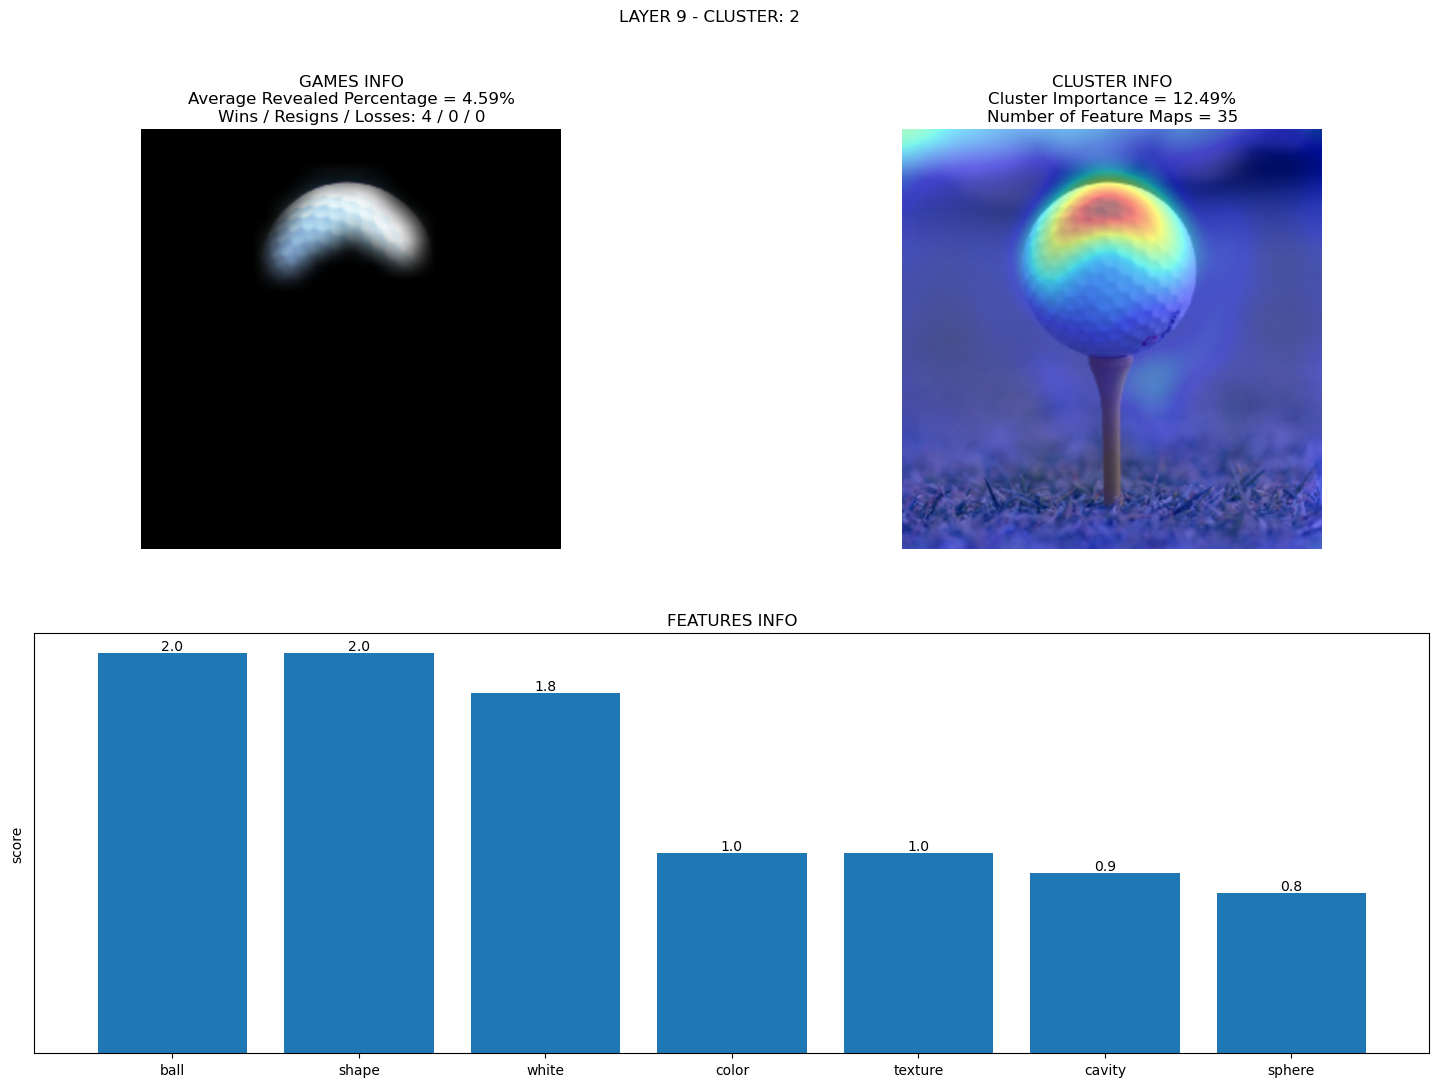 LAYER 9 - CLUSTER: 2
GAMES INFO
Average Revealed Percentage = 4.59%
Wins / Resigns / Losses: 4 / 0 / 0
CLUSTER INFO
Cluster Importance = 12.49%
Number of Feature Maps = 35
FEATURES INFO
score
2.0
2.0
1.8
1.0
1.0
0.9
0.8
ball
shape
white
color
texture
cavity
sphere